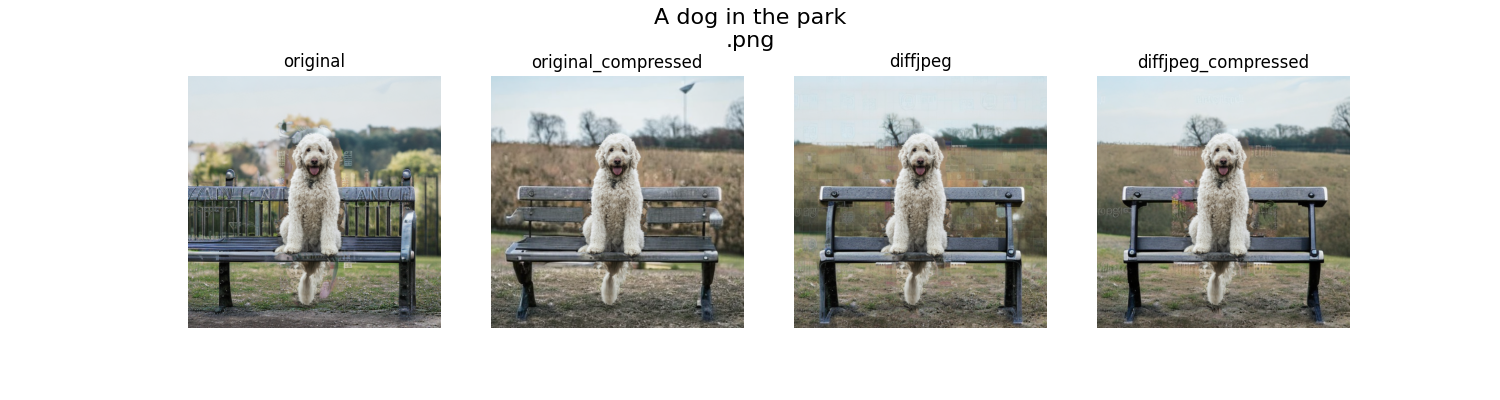 A dog in the park
.png
original
original_compressed
diffjpeg
diffjpeg_compressed